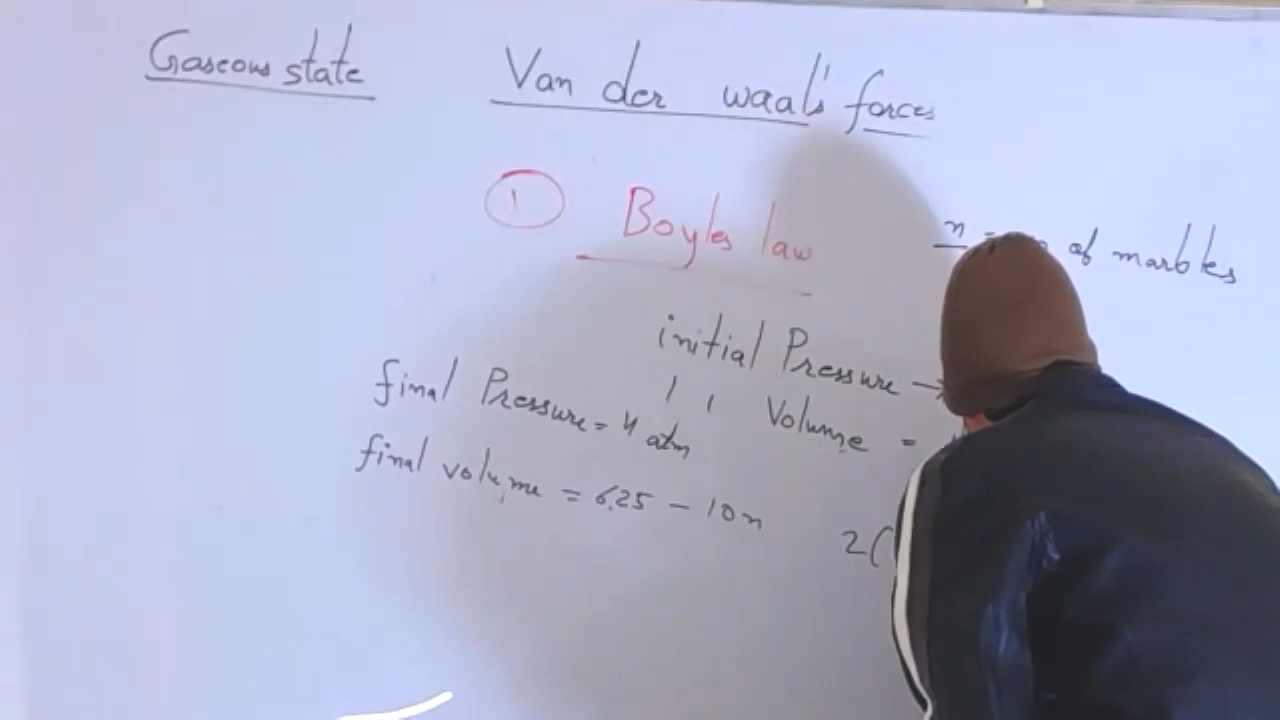 Gaseous state
Van der waal's forces
1 Boyles law
n = of marbles
initial Pressure →
" Volume =
final Pressure = 4 atm
final volume = 6.25 - 10n
2(